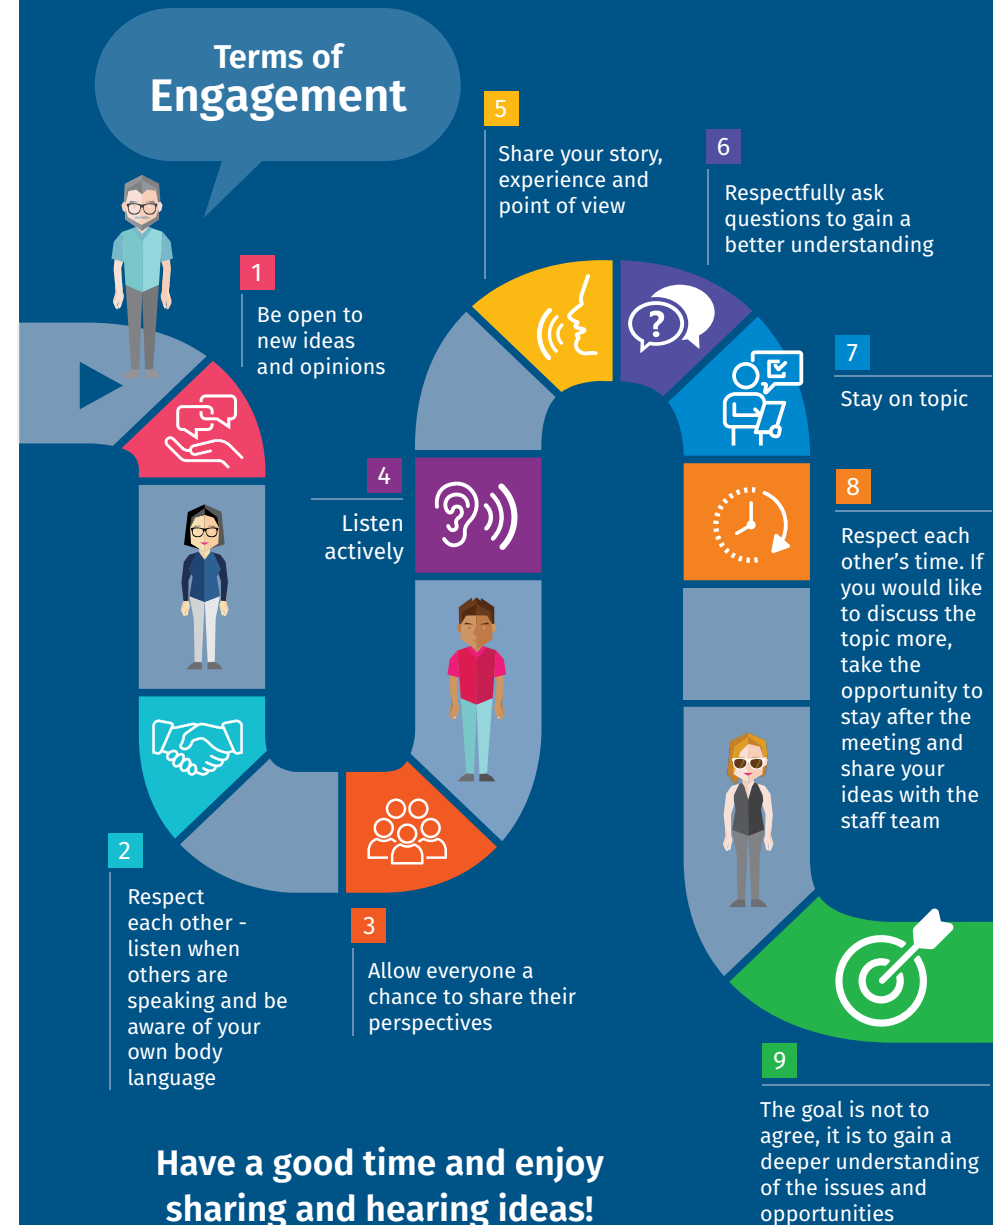 Terms of
Engagement
1
Be open to
new ideas
and opinions
2
Respect
each other -
listen when
others are
speaking and be
aware of your
own body
language
3
Allow everyone a
chance to share their
perspectives
4
Listen
actively
5
Share your story,
experience and
point of view
6
Respectfully ask
questions to gain a
better understanding
?
7
Stay on topic
8
Respect each
other’s time. If
you would like
to discuss the
topic more,
take the
opportunity to
stay after the
meeting and
share your
ideas with the
staff team
9
The goal is not to
agree, it is to gain a
deeper understanding
of the issues and
opportunities
Have a good time and enjoy
sharing and hearing ideas!